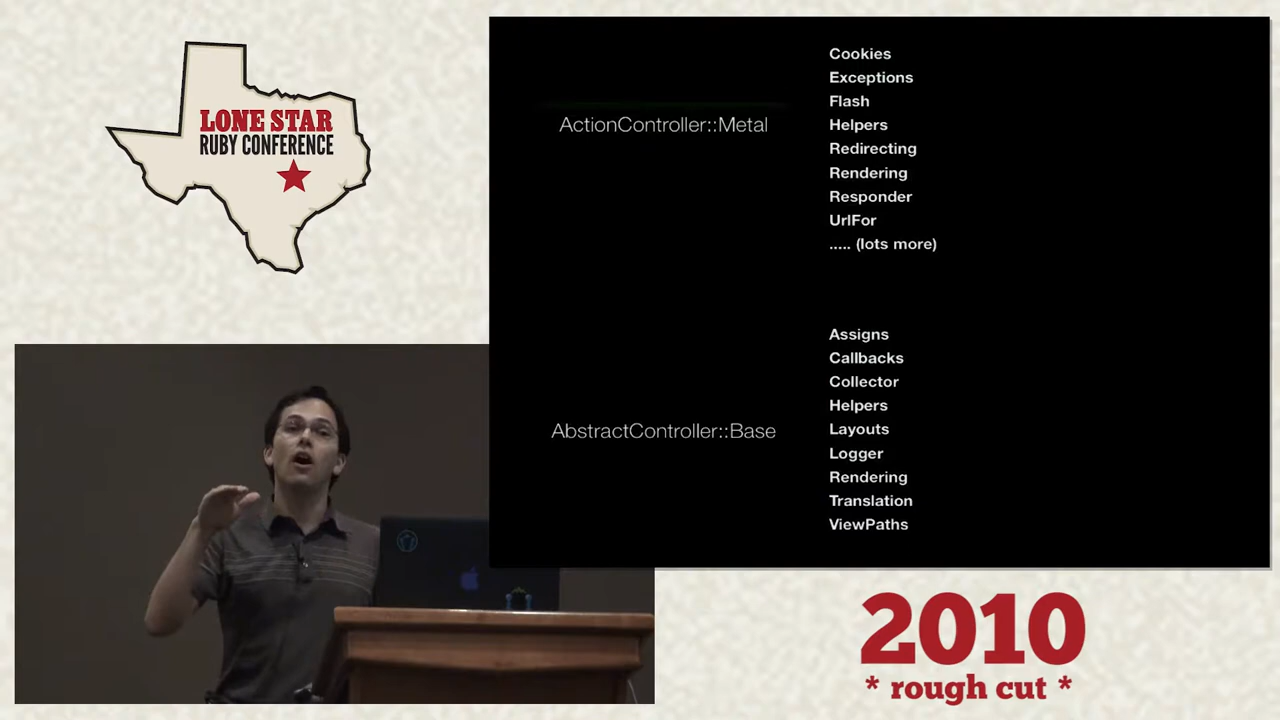 LONE STAR
RUBY CONFERENCE
ActionController::Metal
Cookies
Exceptions
Flash
Helpers
Redirecting
Rendering
Responder
UrlFor
..... (lots more)
AbstractController::Base
Assigns
Callbacks
Collector
Helpers
Layouts
Logger
Rendering
Translation
ViewPaths
2010
* rough cut *